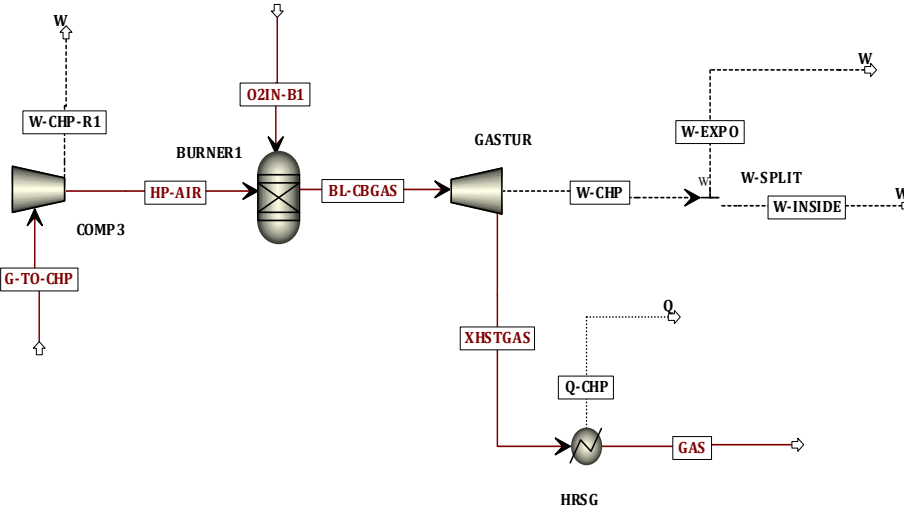 W
O2IN-B1
W
W-CHP-R1
W-EXPO
GASTUR
BURNER1
W-SPLIT
W
HP-AIR
BL-CBGAS
W-CHP
W-INSIDE
W
COMP3
G-TO-CHP
Q
XHSTGAS
Q-CHP
GAS
HRSG